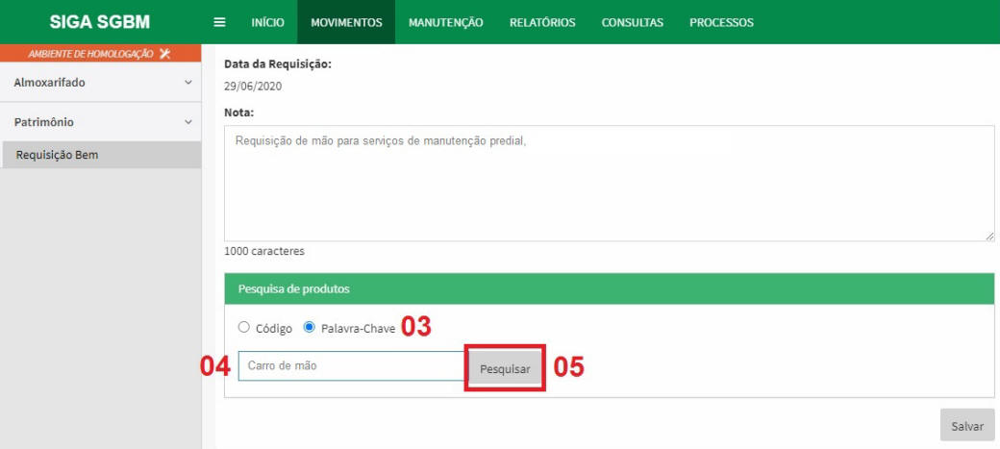 SIGA SGBM
INÍCIO MOVIMENTOS MANUTENÇÃO RELATÓRIOS CONSULTAS PROCESSOS
AMBIENTE DE HOMOLOGAÇÃO
Almoxarifado
Patrimônio
Requisição Bem
Data da Requisição:
29/06/2020
Nota:
Requisição de mão para serviços de manutenção predial,
1000 caracteres
Pesquisa de produtos
Código Palavra-Chave 03
04 Carro de mão Pesquisar 05
Salvar